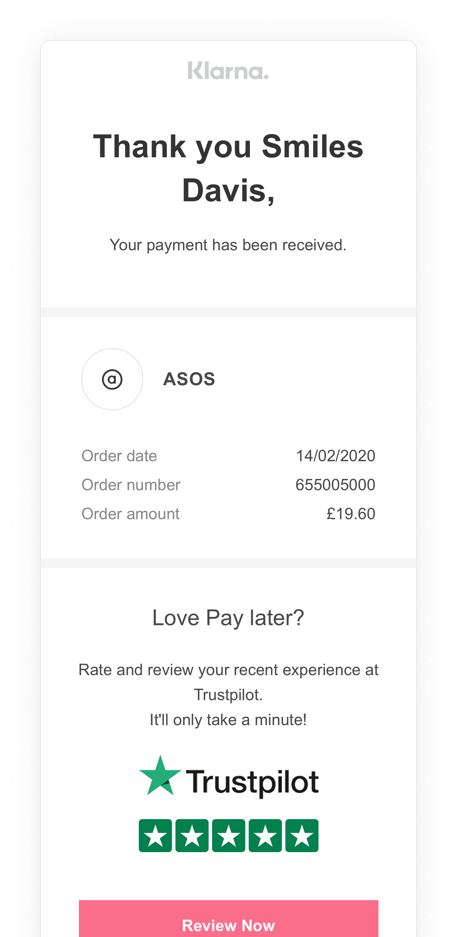 Klarna.
Thank you Smiles
Davis,
Your payment has been received.
@ ASOS
Order date 14/02/2020
Order number 655005000
Order amount £19.60
Love Pay later?
Rate and review your recent experience at
Trustpilot.
It'll only take a minute!
Trustpilot
Review Now